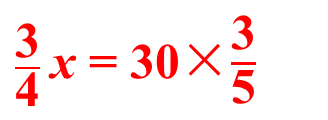 3/4 x = 30 × 3/5